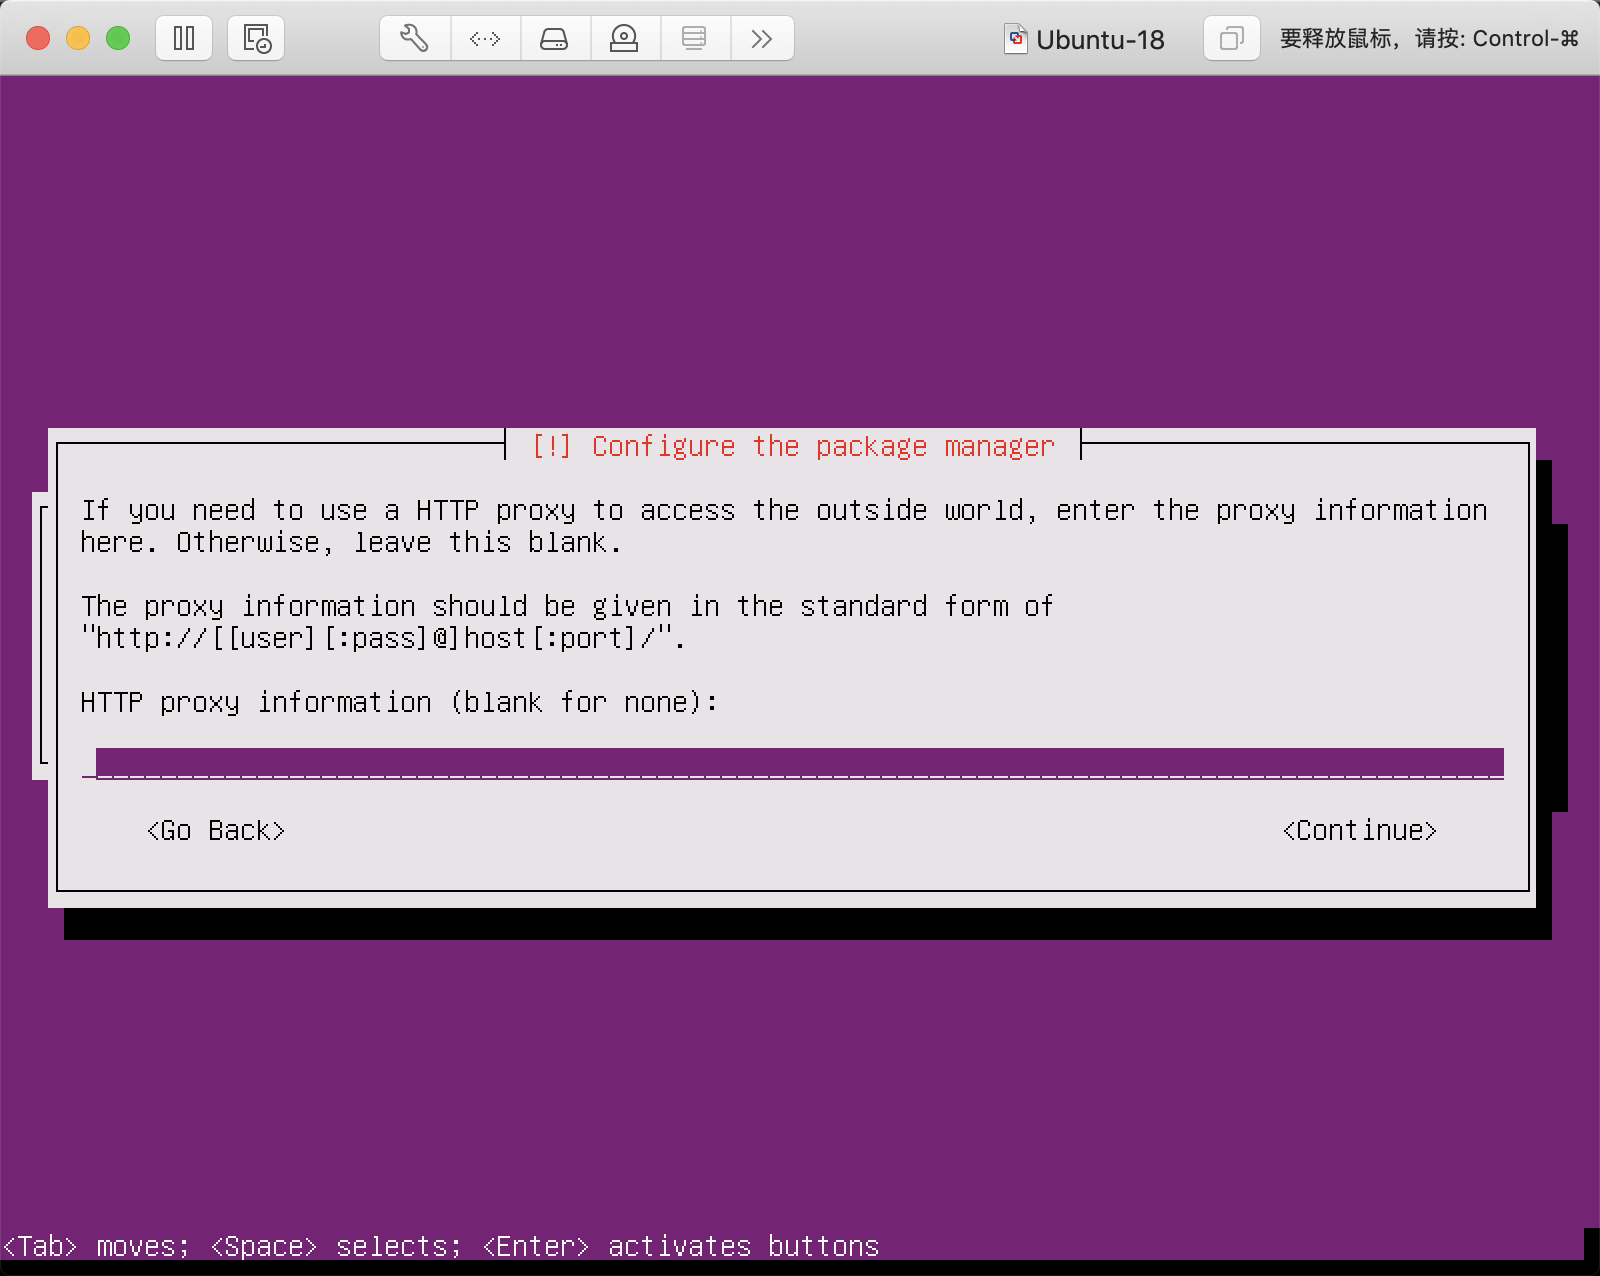 Ubuntu-18
要释放鼠标，请按: Control-⌘
[!] Configure the package manager
If you need to use a HTTP proxy to access the outside world, enter the proxy information
here. Otherwise, leave this blank.
The proxy information should be given in the standard form of
"http://[[user][:pass]@]host[:port]/".
HTTP proxy information (blank for none):
<Go Back>
<Continue>
<Tab> moves; <Space> selects; <Enter> activates buttons